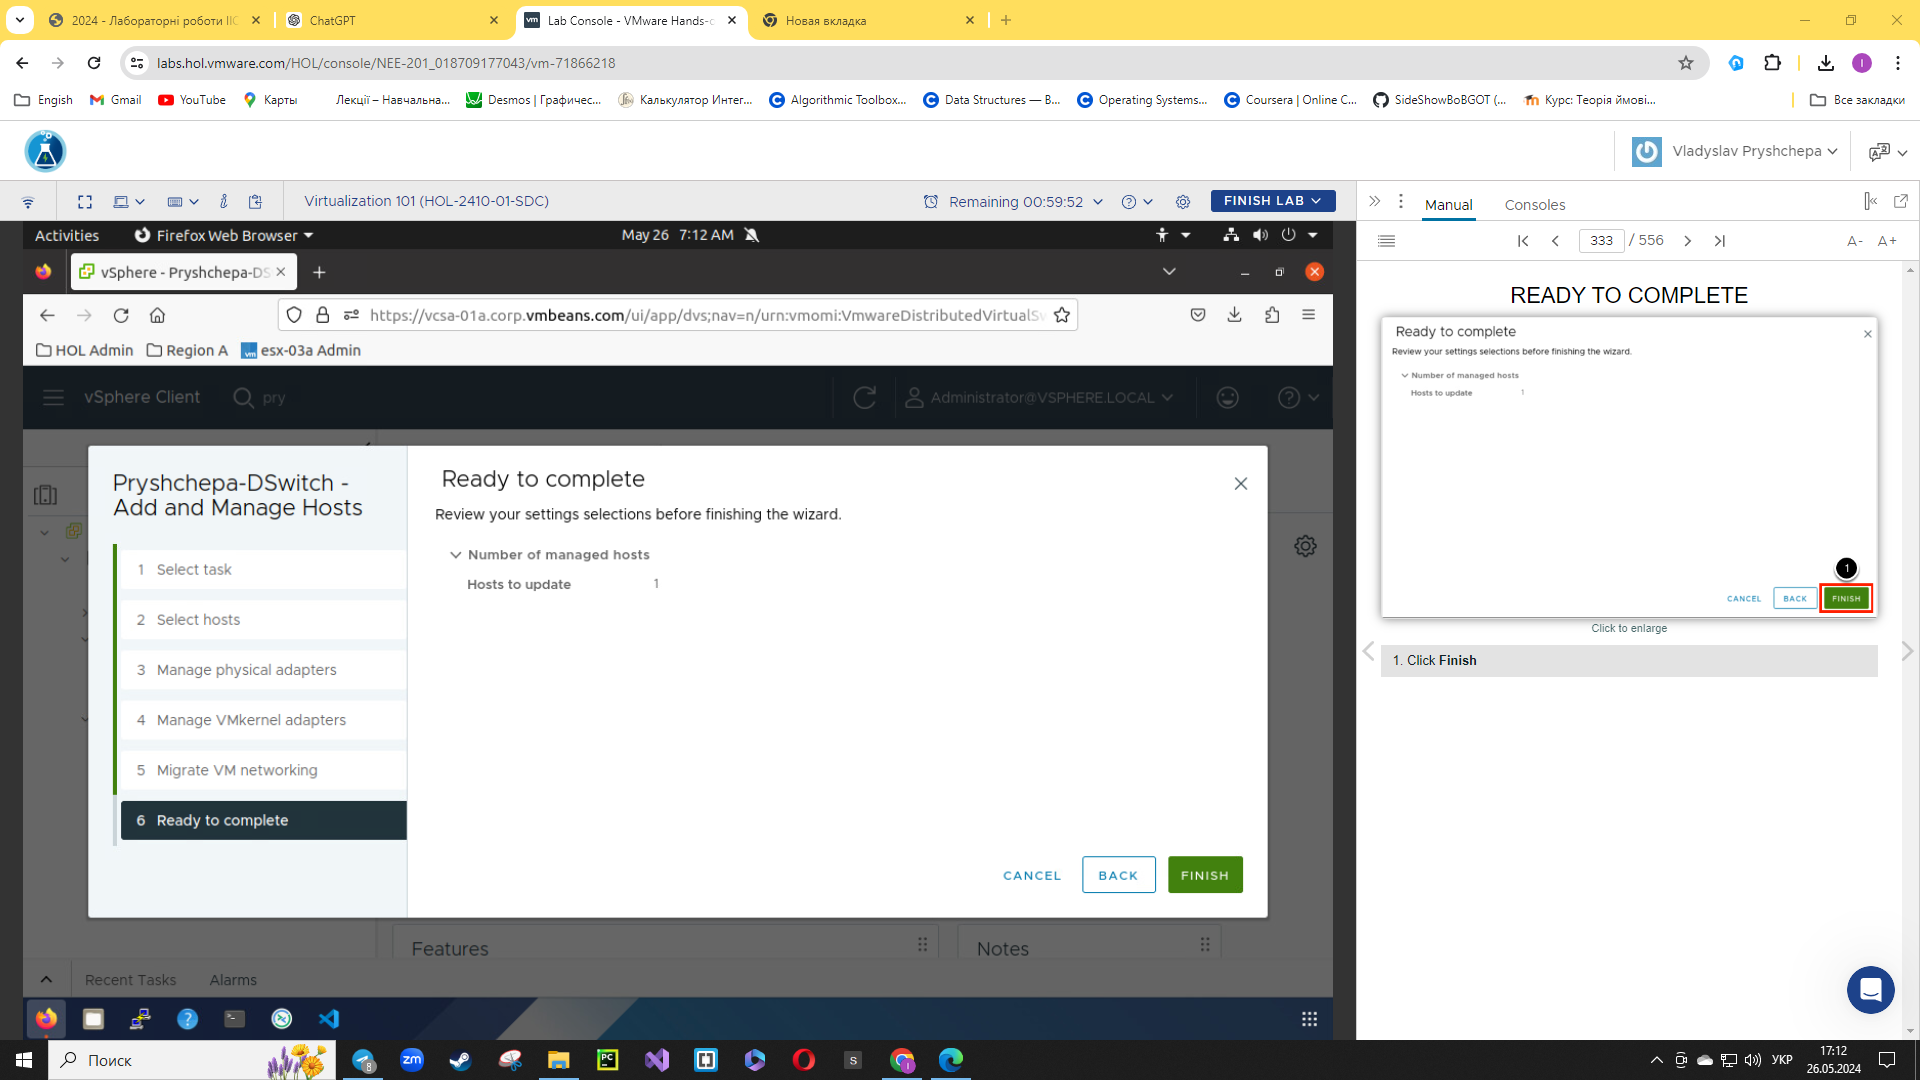 2024 - Лабораторні роботи ІІС
ChatGPT
Lab Console - VMware Hands-o
Новая вкладка
labs.hol.vmware.com/HOL/console/NEE-201_018709177043/vm-71866218
Engish
Gmail
YouTube
Карты
Лекції – Навчальна...
Desmos | Графичес...
Калькулятор Интег...
Algorithmic Toolbox...
Data Structures — В...
Operating Systems...
Coursera | Online C...
SideShowBoBGOT (...
Курс: Теорія ймові...
Все закладки
Vladyslav Pryshchepa
Virtualization 101 (HOL-2410-01-SDC)
Remaining 00:59:52
FINISH LAB
Manual
Consoles
333 / 556
A- A+
Activities
Firefox Web Browser
May 26 7:12 AM
vSphere - Pryshchepa-DS
https://vcsa-01a.corp.vmbeans.com/ui/app/dvs;nav=n/urn:vmomi:VmwareDistributedVirtualSw
HOL Admin
Region A
esx-03a Admin
vSphere Client
pry
Administrator@VSPHERE.LOCAL
Pryshchepa-DSwitch -
Add and Manage Hosts
1 Select task
2 Select hosts
3 Manage physical adapters
4 Manage VMkernel adapters
5 Migrate VM networking
6 Ready to complete
Ready to complete
Review your settings selections before finishing the wizard.
Number of managed hosts
Hosts to update 1
CANCEL
BACK
FINISH
Features
Notes
Recent Tasks
Alarms
READY TO COMPLETE
Ready to complete
Review your settings selections before finishing the wizard.
Number of managed hosts
Hosts to update 1
1
CANCEL
BACK
FINISH
Click to enlarge
1. Click Finish
Поиск
8
zm
PC
S
УКР
17:12
26.05.2024